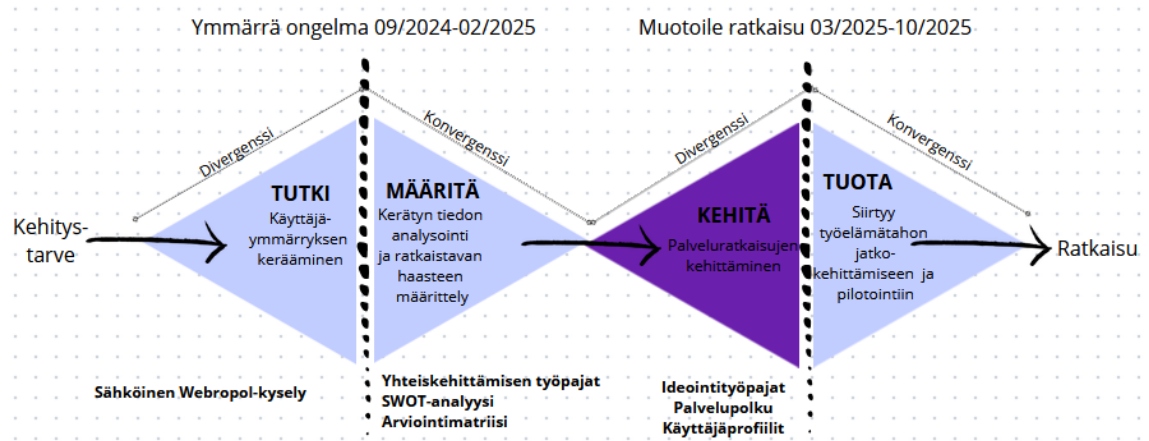 Ymmärrä ongelma 09/2024-02/2025
Muotoile ratkaisu 03/2025-10/2025
Divergenssi
Konvergenssi
Divergenssi
Konvergenssi
Kehitys-
tarve
TUTKI
Käyttäjä-
ymmärryksen
kerääminen
MÄÄRITÄ
Kerätyn tiedon
analysointi
ja ratkaistavan
haasteen
määrittely
KEHITÄ
Palveluratkaisujen
kehittäminen
TUOTA
Siirtyy
työelämätahon
jatko-
kehittämiseen ja
pilotointiin
Ratkaisu
Sähköinen Webropol-kysely
Yhteiskehittämisen työpajat
SWOT-analyysi
Arviointimatriisi
Ideointityöpajat
Palvelupolku
Käyttäjäprofiilit